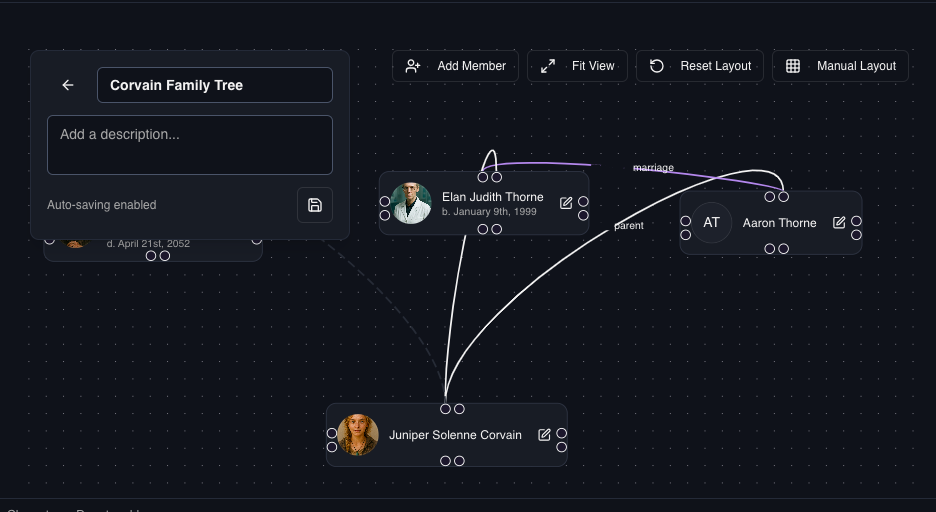 Corvain Family Tree
Add a description...
Auto-saving enabled
Add Member
Fit View
Reset Layout
Manual Layout
d. April 21st, 2052
Elan Judith Thorne
b. January 9th, 1999
marriage
parent
AT
Aaron Thorne
Juniper Solenne Corvain